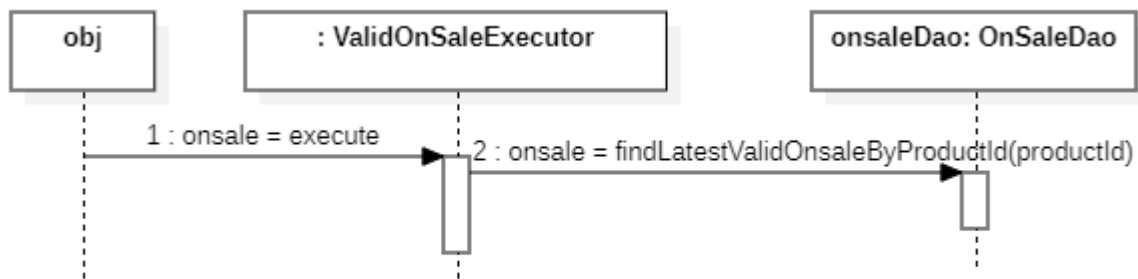 obj
: ValidOnSaleExecutor
onsaleDao: OnSaleDao
1 : onsale = execute
2 : onsale = findLatestValidOnsaleByProductId(productId)